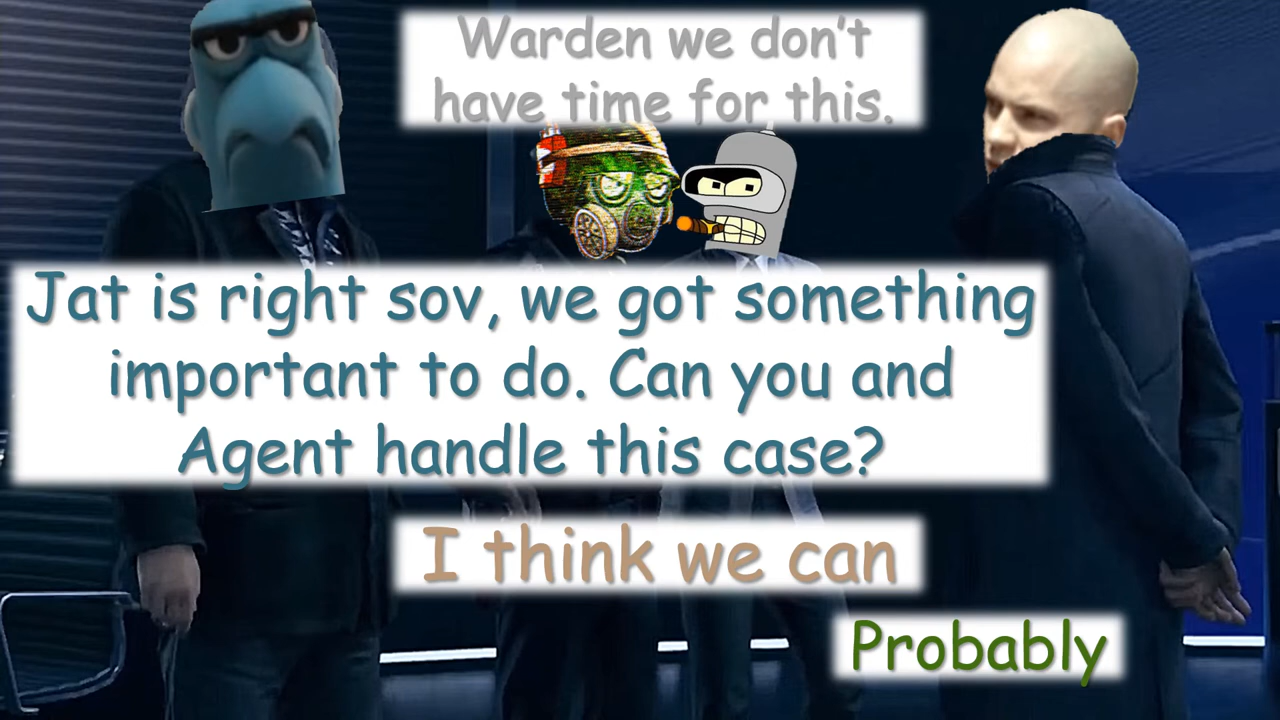 Warden we don't
have time for this.
Jat is right sov, we got something
important to do. Can you and
Agent handle this case?
I think we can
Probably